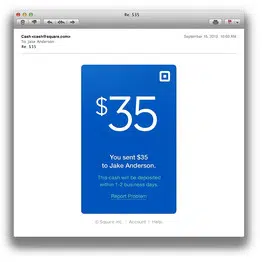 Re $35
Cash<cash@square.com>
September 16, 2013 10:00 PM
To Jake Anderson
Re $35
$35
You sent $35
to Jake Anderson.
This cash will be deposited
within 1-2 business days.
Report Problem
© Square, Inc. | Account | Help